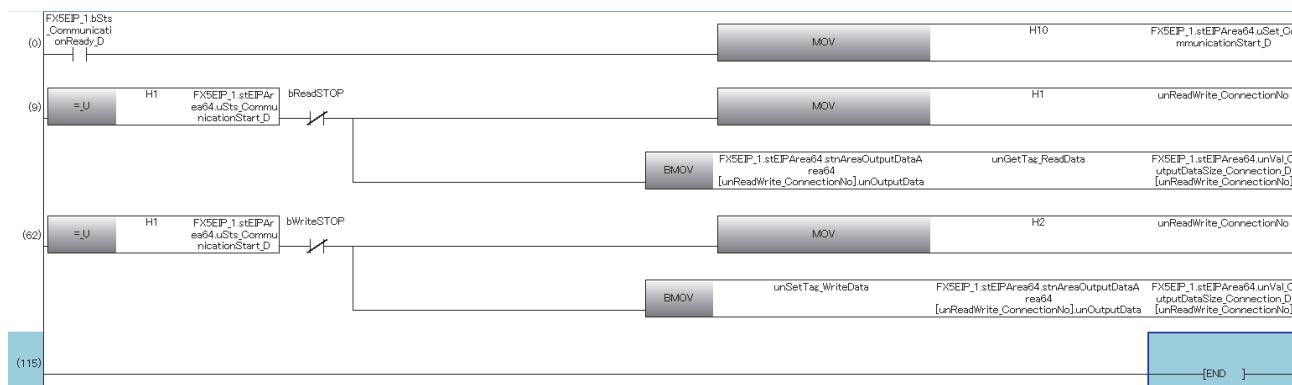 FX5EIP_1.bSts
_Communicati
onReady_D
(0)
MOV
H10
FX5EIP_1.stEIPArea64.uSet_Co
mmunicationStart_D
(9)
=_U
H1
FX5EIP_1.stEIPAr
ea64.uSts_Commu
nicationStart_D
bReadSTOP
MOV
H1
unReadWrite_ConnectionNo
BMOV
FX5EIP_1.stEIPArea64.stnAreaOutputDataA
rea64
[unReadWrite_ConnectionNo].unOutputData
unGetTag_ReadData
FX5EIP_1.stEIPArea64.unVal_O
utputDataSize_Connection_D
[unReadWrite_ConnectionNo]
(62)
=_U
H1
FX5EIP_1.stEIPAr
ea64.uSts_Commu
nicationStart_D
bWriteSTOP
MOV
H2
unReadWrite_ConnectionNo
BMOV
unSetTag_WriteData
FX5EIP_1.stEIPArea64.stnAreaOutputDataA
rea64
[unReadWrite_ConnectionNo].unOutputData
FX5EIP_1.stEIPArea64.unVal_O
utputDataSize_Connection_D
[unReadWrite_ConnectionNo]
(115)
[END ]